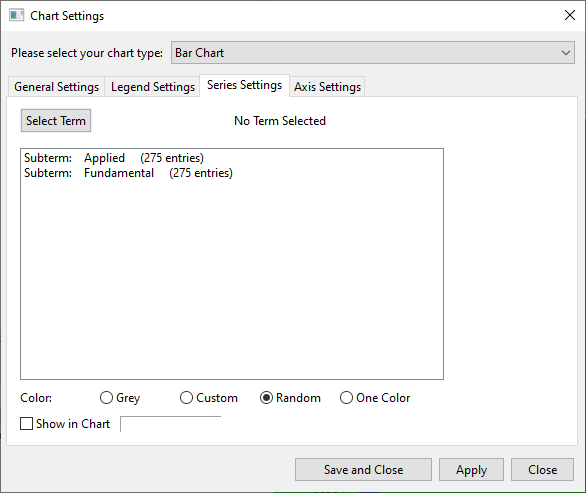 Chart Settings
Please select your chart type: Bar Chart
General Settings Legend Settings Series Settings Axis Settings
Select Term No Term Selected
Subterm: Applied (275 entries)
Subterm: Fundamental (275 entries)
Color: Grey Custom Random One Color
Show in Chart
Save and Close Apply Close